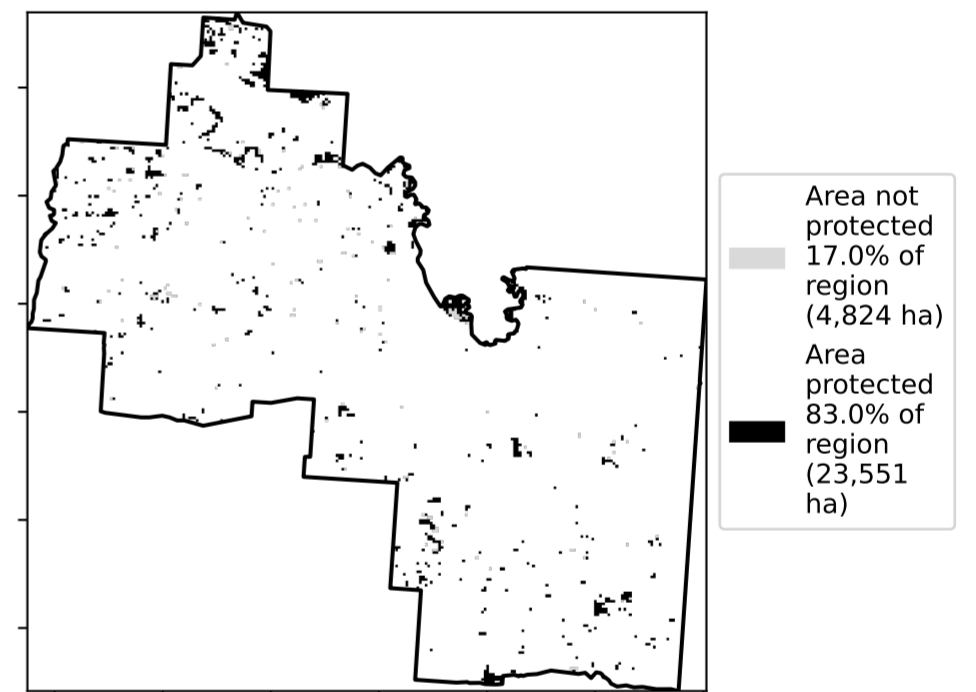 Area not
protected
17.0% of
region
(4,824 ha)
Area
protected
83.0% of
region
(23,551
ha)